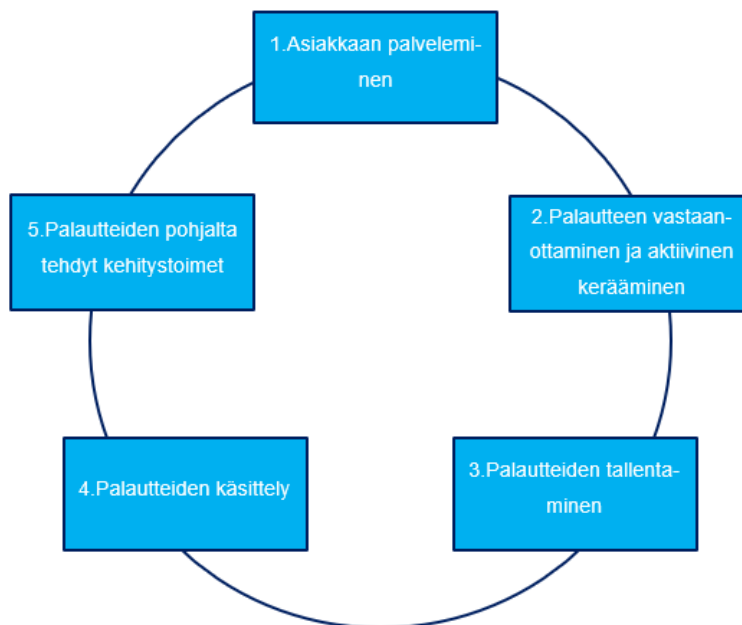 1.Asiakkaan palvelemi-
nen
2.Palautteen vastaan-
ottaminen ja aktiivinen
kerääminen
3.Palautteiden tallenta-
minen
4.Palautteiden käsittely
5.Palautteiden pohjalta
tehdyt kehitystoimet